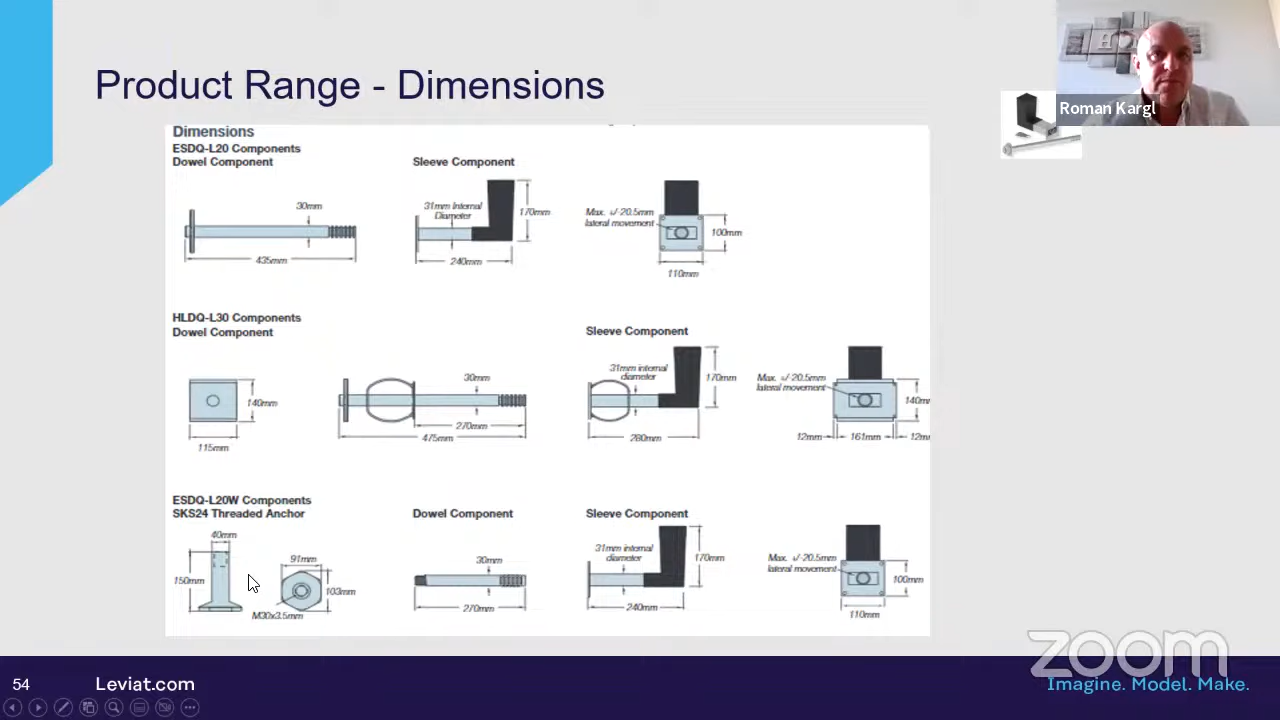 Product Range - Dimensions
Roman Kargl
Dimensions
ESDQ-L20 Components
Dowel Component
Sleeve Component
30mm
435mm
31mm Internal
Diameter
170mm
240mm
Max. +/-20.5mm
lateral movement
100mm
110mm
HLDQ-L30 Components
Dowel Component
Sleeve Component
140mm
115mm
30mm
270mm
475mm
31mm internal
diameter
170mm
280mm
Max. +/-20.5mm
lateral movement
140m
12mm
161mm
12m
ESDQ-L20W Components
SKS24 Threaded Anchor
Dowel Component
Sleeve Component
40mm
150mm
91mm
103mm
M30x3.5mm
30mm
270mm
31mm internal
diameter
170mm
240mm
Max. +/-20.5mm
lateral movement
100mm
110mm
zoom
54
Leviat.com
Imagine. Model. Make.